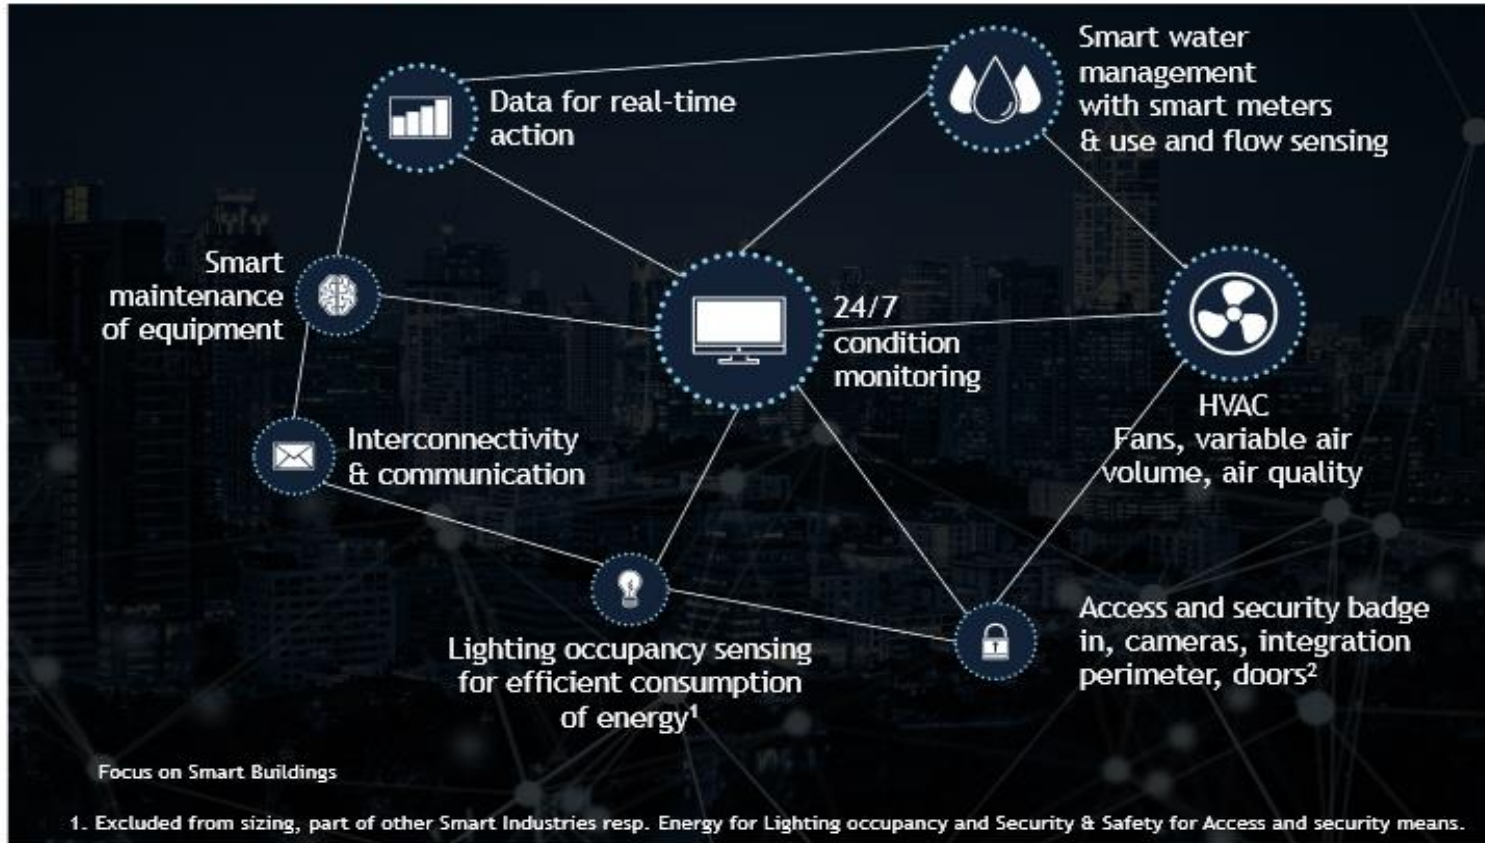 Data for real-time
action
Smart water
management
with smart meters
& use and flow sensing
Smart
maintenance
of equipment
24/7
condition
monitoring
HVAC
Fans, variable air
volume, air quality
Interconnectivity
& communication
Lighting occupancy sensing
for efficient consumption
of energy¹
Access and security badge
in, cameras, integration
perimeter, doors²
Focus on Smart Buildings
1. Excluded from sizing, part of other Smart Industries resp. Energy for Lighting occupancy and Security & Safety for Access and security means.